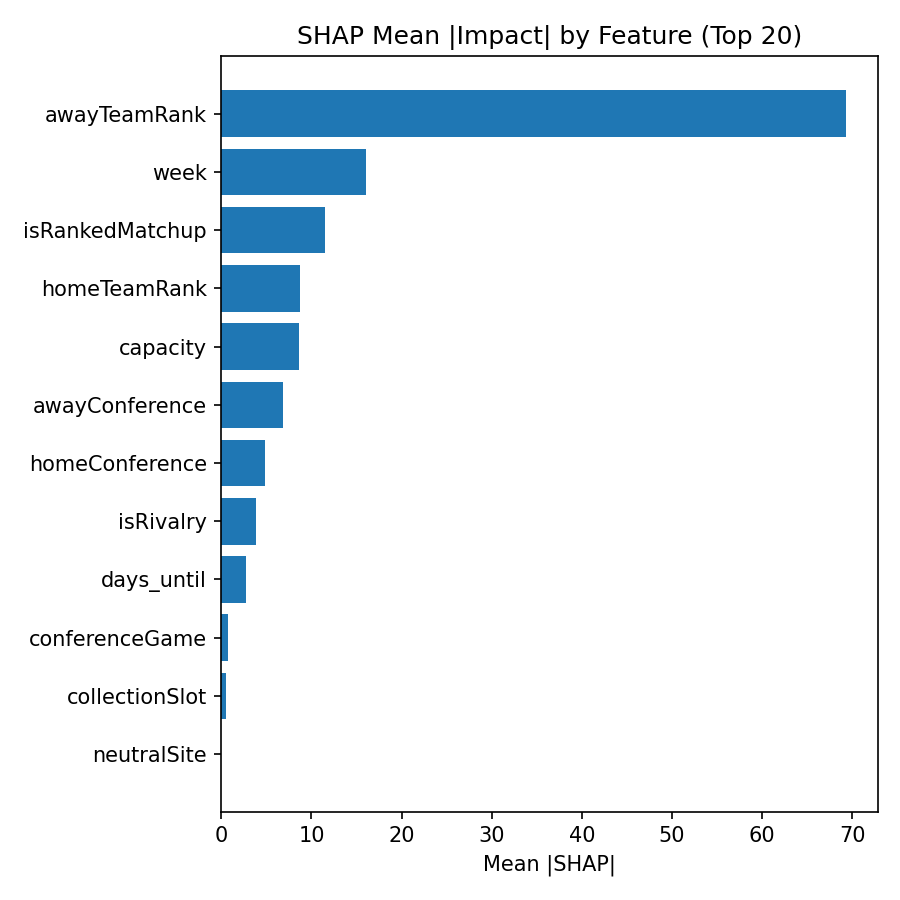 SHAP Mean |Impact| by Feature (Top 20)
awayTeamRank
week
isRankedMatchup
homeTeamRank
capacity
awayConference
homeConference
isRivalry
days_until
conferenceGame
collectionSlot
neutralSite
0 10 20 30 40 50 60 70
Mean |SHAP|